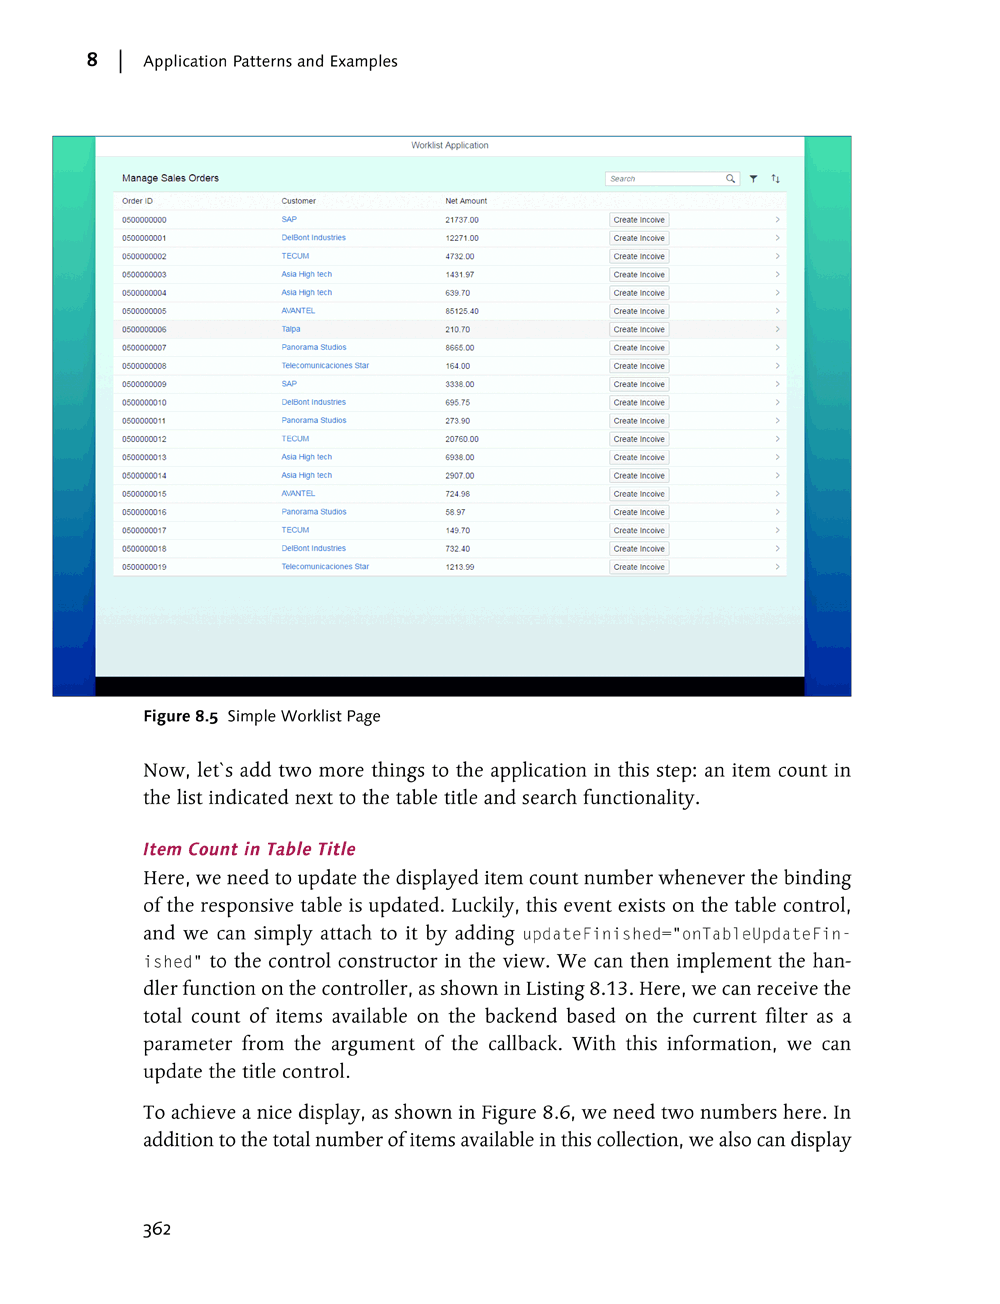 8 | Application Patterns and Examples
Worklist Application
Manage Sales Orders Search
Order ID Customer Net Amount
0500000000 SAP 21737.00 Create Incoive
0500000001 DelBont Industries 12271.00 Create Incoive
0500000002 TECUM 4732.00 Create Incoive
0500000003 Asia High tech 1431.97 Create Incoive
0500000004 Asia High tech 639.70 Create Incoive
0500000005 AVANTEL 85125.40 Create Incoive
0500000006 Talpa 210.70 Create Incoive
0500000007 Panorama Studios 8665.00 Create Incoive
0500000008 Telecomunicaciones Star 164.00 Create Incoive
0500000009 SAP 3338.00 Create Incoive
0500000010 DelBont Industries 695.75 Create Incoive
0500000011 Panorama Studios 273.90 Create Incoive
0500000012 TECUM 20760.00 Create Incoive
0500000013 Asia High tech 6938.00 Create Incoive
0500000014 Asia High tech 2907.00 Create Incoive
0500000015 AVANTEL 724.98 Create Incoive
0500000016 Panorama Studios 58.97 Create Incoive
0500000017 TECUM 149.70 Create Incoive
0500000018 DelBont Industries 732.40 Create Incoive
0500000019 Telecomunicaciones Star 1213.99 Create Incoive
Figure 8.5 Simple Worklist Page
Now, let`s add two more things to the application in this step: an item count in
the list indicated next to the table title and search functionality.
Item Count in Table Title
Here, we need to update the displayed item count number whenever the binding
of the responsive table is updated. Luckily, this event exists on the table control,
and we can simply attach to it by adding updateFinished="onTableUpdateFin-
ished" to the control constructor in the view. We can then implement the han-
dler function on the controller, as shown in Listing 8.13. Here, we can receive the
total count of items available on the backend based on the current filter as a
parameter from the argument of the callback. With this information, we can
update the title control.
To achieve a nice display, as shown in Figure 8.6, we need two numbers here. In
addition to the total number of items available in this collection, we also can display
362